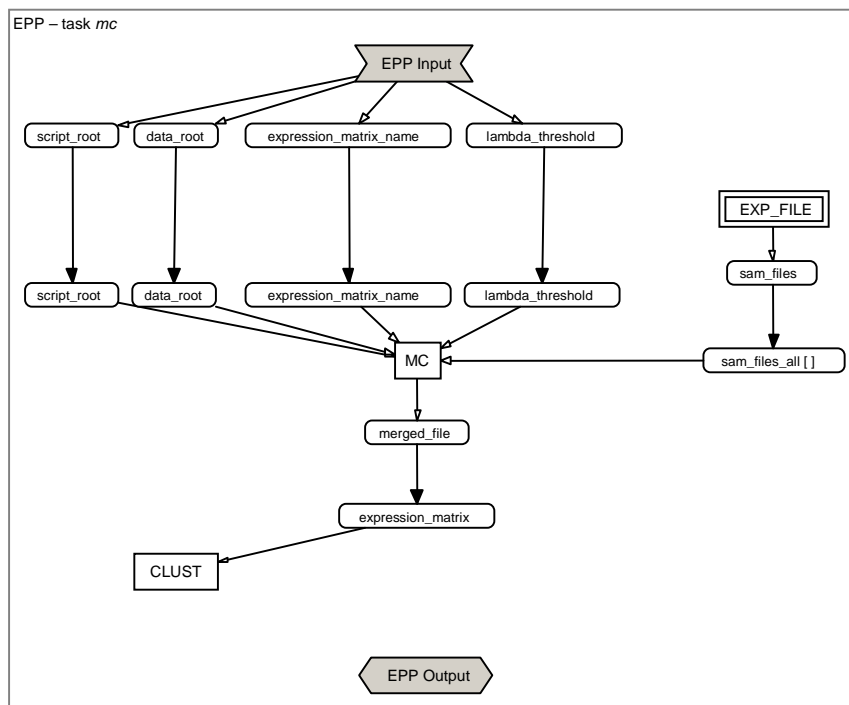 EPP – task mc
EPP Input
script_root
data_root
expression_matrix_name
lambda_threshold
EXP_FILE
sam_files
script_root
data_root
expression_matrix_name
lambda_threshold
MC
sam_files_all [ ]
merged_file
expression_matrix
CLUST
EPP Output